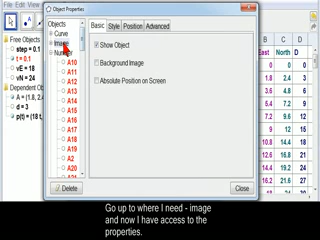 File Edit View
Object Properties
Objects
Curve
Image
Number
A10
A11
A12
A13
A14
A15
A16
A17
A18
A19
A2
A20
A21
Delete
Basic Style Position Advanced
Show Object
Background Image
Absolute Position on Screen
Close
Free Objects
step = 0.1
t = 0.1
vE = 18
vN = 24
Dependent Objects
A = (1.8, 2.4
d = 3
p(t) = (18 t,
B C D
East North D
0 0 0
1.8 2.4 3
3.6 4.8 6
5.4 7.2 9
7.2 9.6 12
9 12 15
10.8 14.4 18
12.6 16.8 21
14.4 19.2 24
16.2 21.6 27
18 24 30
Go up to where I need - image
and now I have access to the
properties.